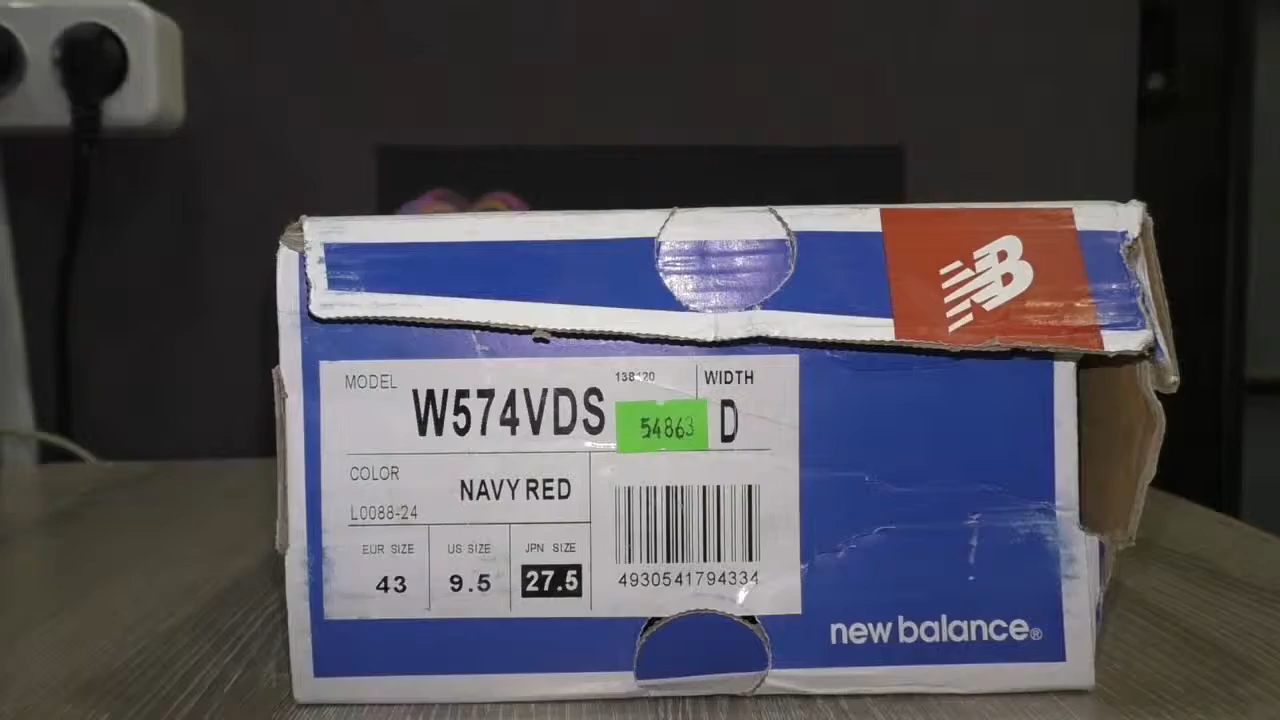 NB
MODEL
W574VDS
138120
54863
WIDTH
D
COLOR
NAVY RED
L0088-24
EUR SIZE
43
US SIZE
9.5
JPN SIZE
27.5
4930541794334
new balance®